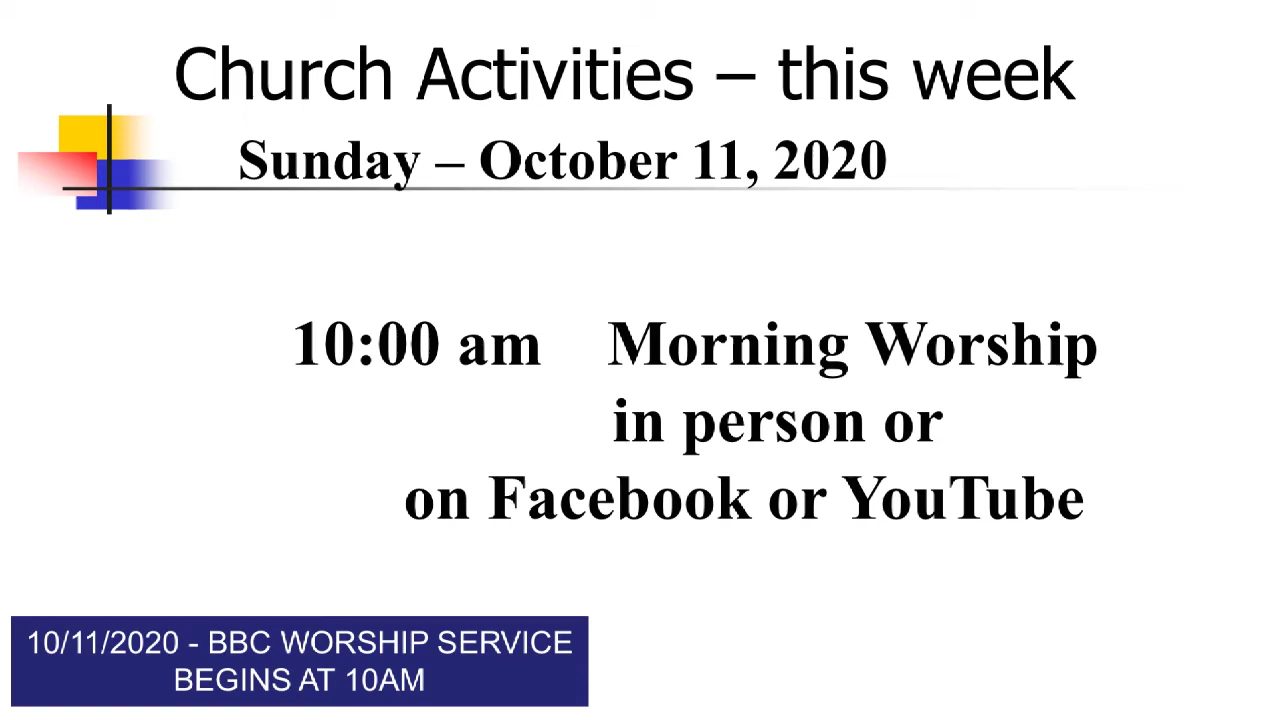 Church Activities – this week
Sunday – October 11, 2020
10:00 am Morning Worship
in person or
on Facebook or YouTube
10/11/2020 - BBC WORSHIP SERVICE
BEGINS AT 10AM